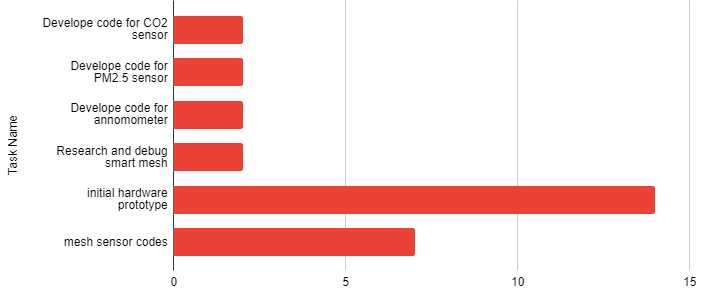 Develope code for CO2
sensor
Develope code for
PM2.5 sensor
Develope code for
annomometer
Research and debug
smart mesh
initial hardware
prototype
mesh sensor codes
Task Name
0
5
10
15